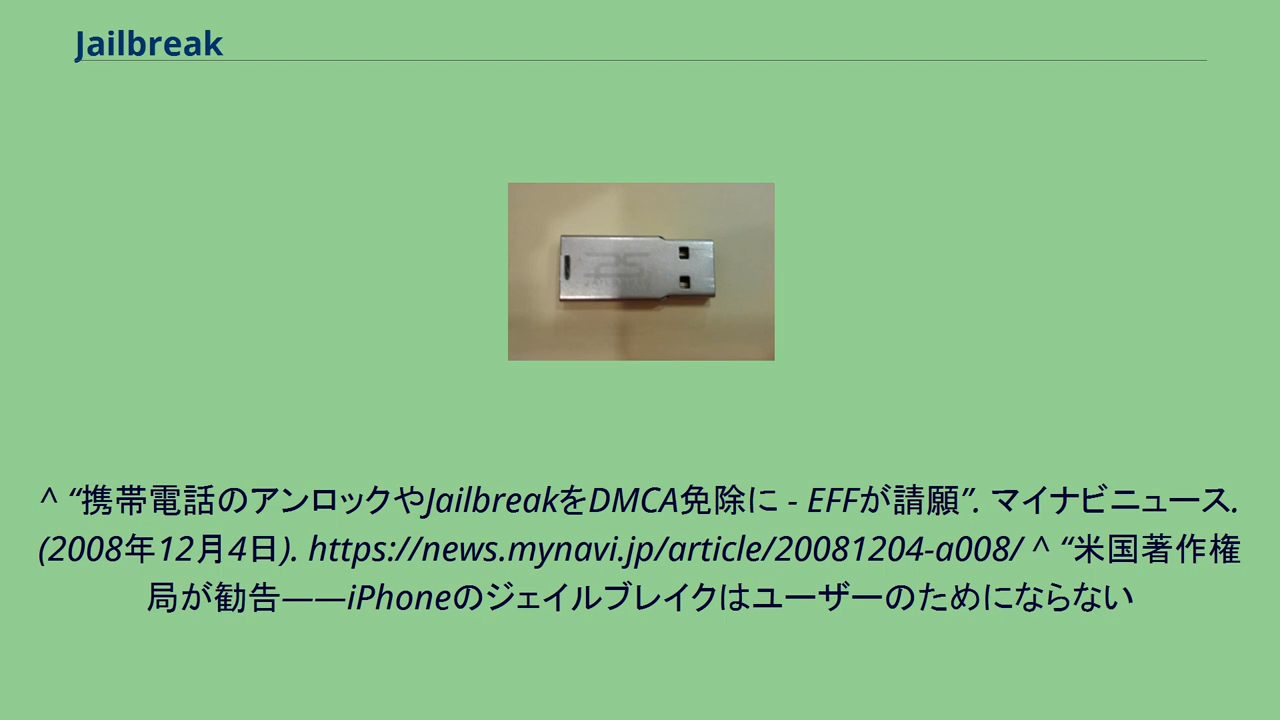 Jailbreak
^ “携帯電話のアンロックやJailbreakをDMCA免除に - EFFが請願”. マイナビニュース.
(2008年12月4日). https://news.mynavi.jp/article/20081204-a008/ ^ “米国著作権
局が勧告——iPhoneのジェイルブレイクはユーザーのためにならない